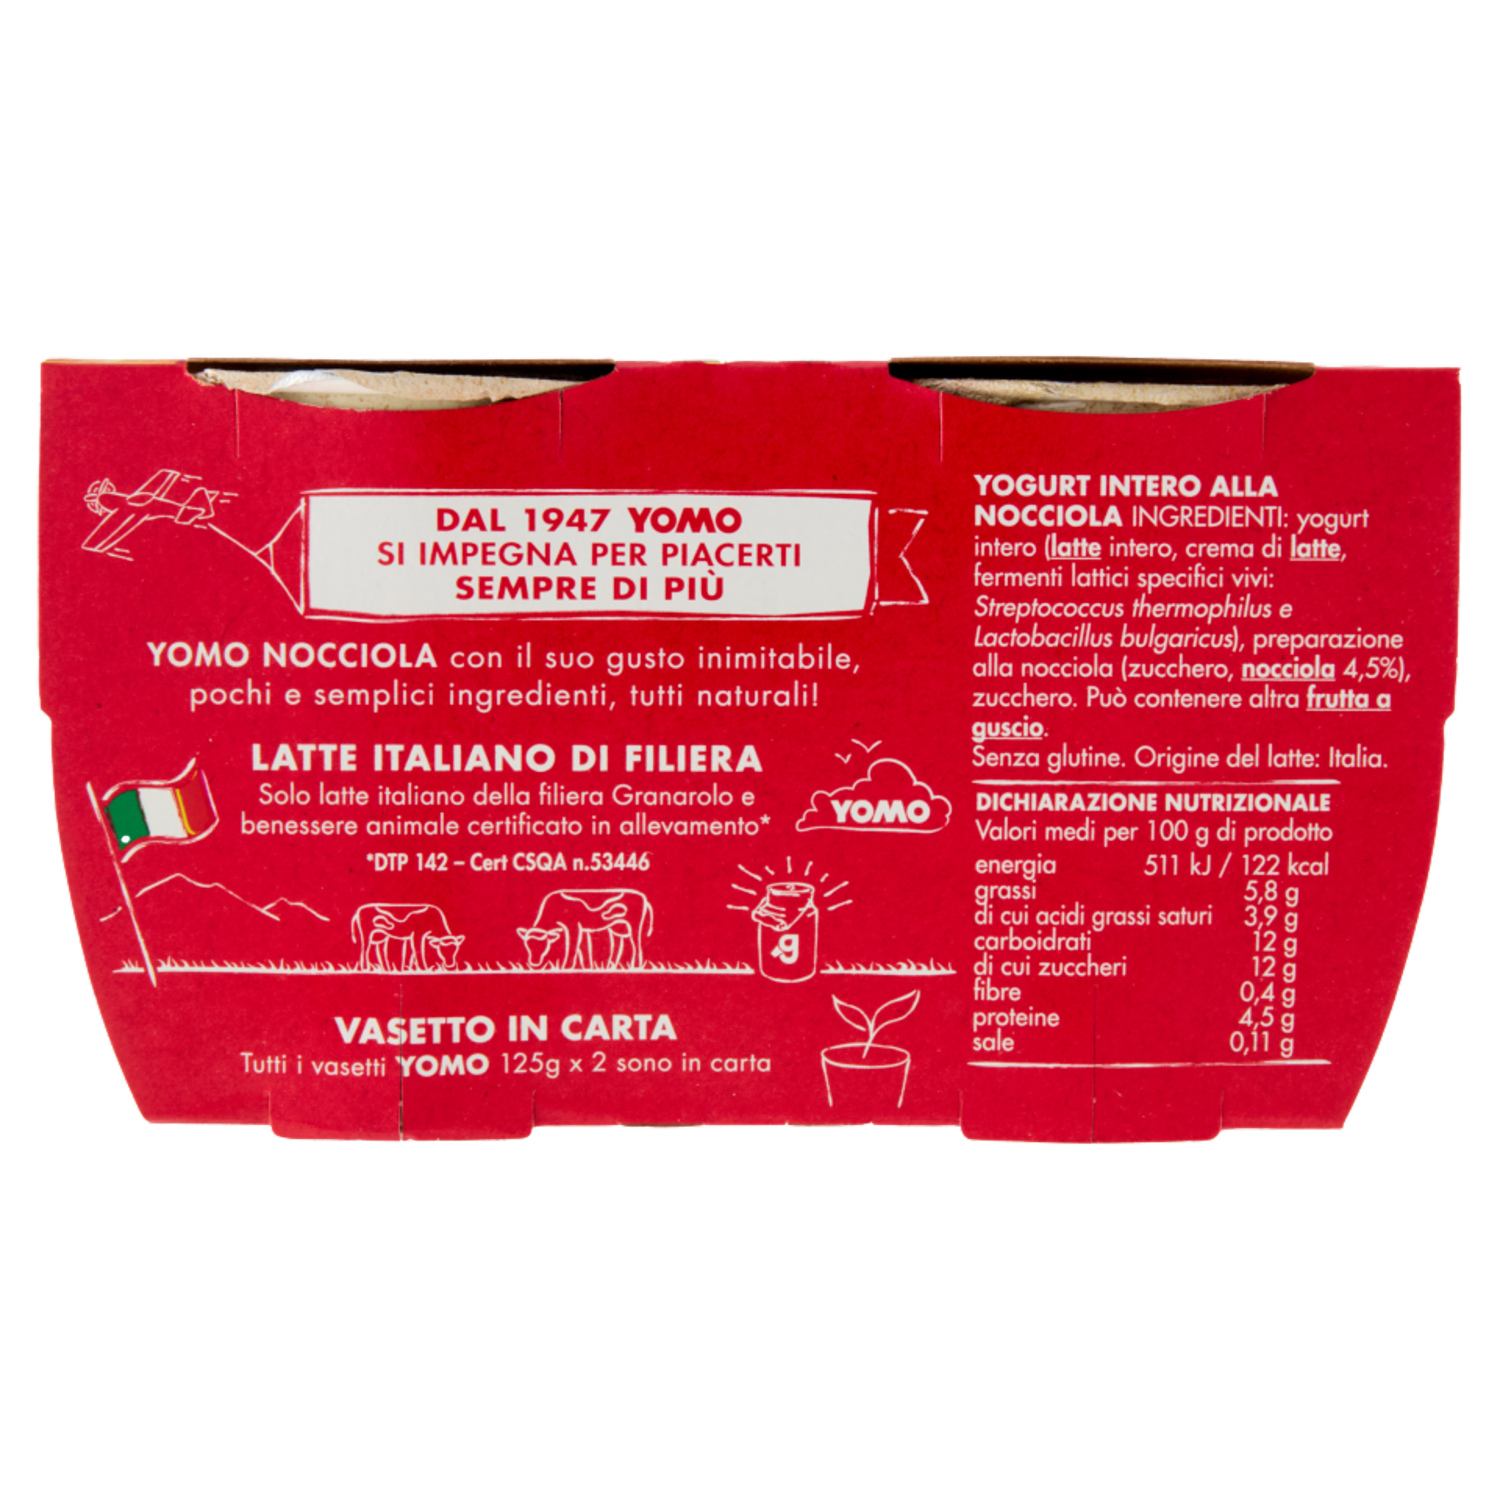 DAL 1947 YOMO
SI IMPEGNA PER PIACERTI
SEMPRE DI PIÙ
YOMO NOCCIOLA con il suo gusto inimitabile,
pochi e semplici ingredienti, tutti naturali!
LATTE ITALIANO DI FILIERA
Solo latte italiano della filiera Granarolo e
benessere animale certificato in allevamento*
*DTP 142 – Cert CSQA n.53446
YOMO
g
VASETTO IN CARTA
Tutti i vasetti YOMO 125g x 2 sono in carta
YOGURT INTERO ALLA
NOCCIOLA INGREDIENTI: yogurt
intero (latte intero, crema di latte,
fermenti lattici specifici vivi:
Streptococcus thermophilus e
Lactobacillus bulgaricus), preparazione
alla nocciola (zucchero, nocciola 4,5%),
zucchero. Può contenere altra frutta a
guscio.
Senza glutine. Origine del latte: Italia.
DICHIARAZIONE NUTRIZIONALE
Valori medi per 100 g di prodotto
energia 511 kJ / 122 kcal
grassi 5,8 g
di cui acidi grassi saturi 3,9 g
carboidrati 12 g
di cui zuccheri 12 g
fibre 0,4 g
proteine 4,5 g
sale 0,11 g